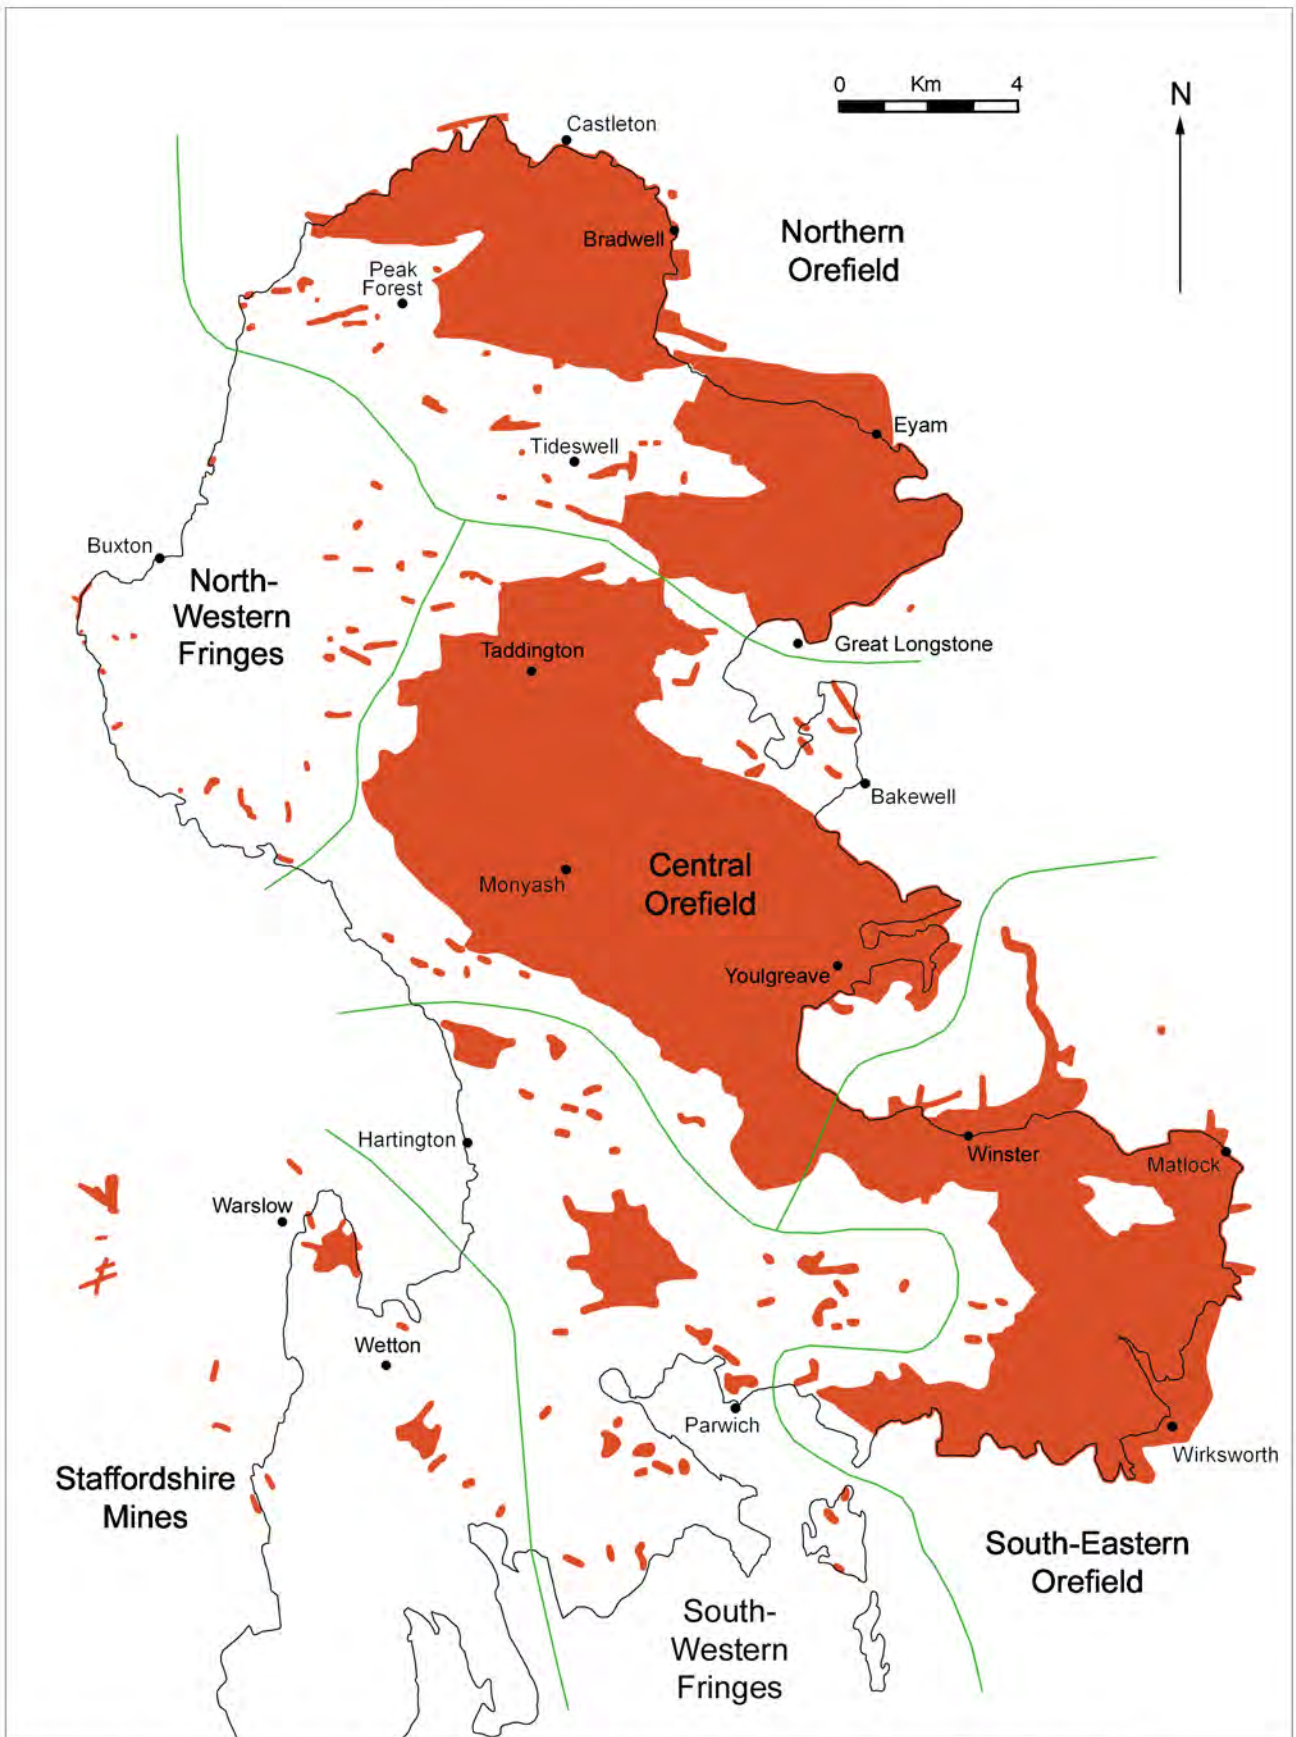 0 Km 4
N
Castleton
Northern
Orefield
Bradwell
Peak
Forest
Eyam
Tideswell
Buxton
North-
Western
Fringes
Great Longstone
Taddington
Bakewell
Central
Orefield
Monyash
Youlgreave
Hartington
Winster
Matlock
Warslow
Wetton
Parwich
Wirksworth
Staffordshire
Mines
South-Eastern
Orefield
South-
Western
Fringes